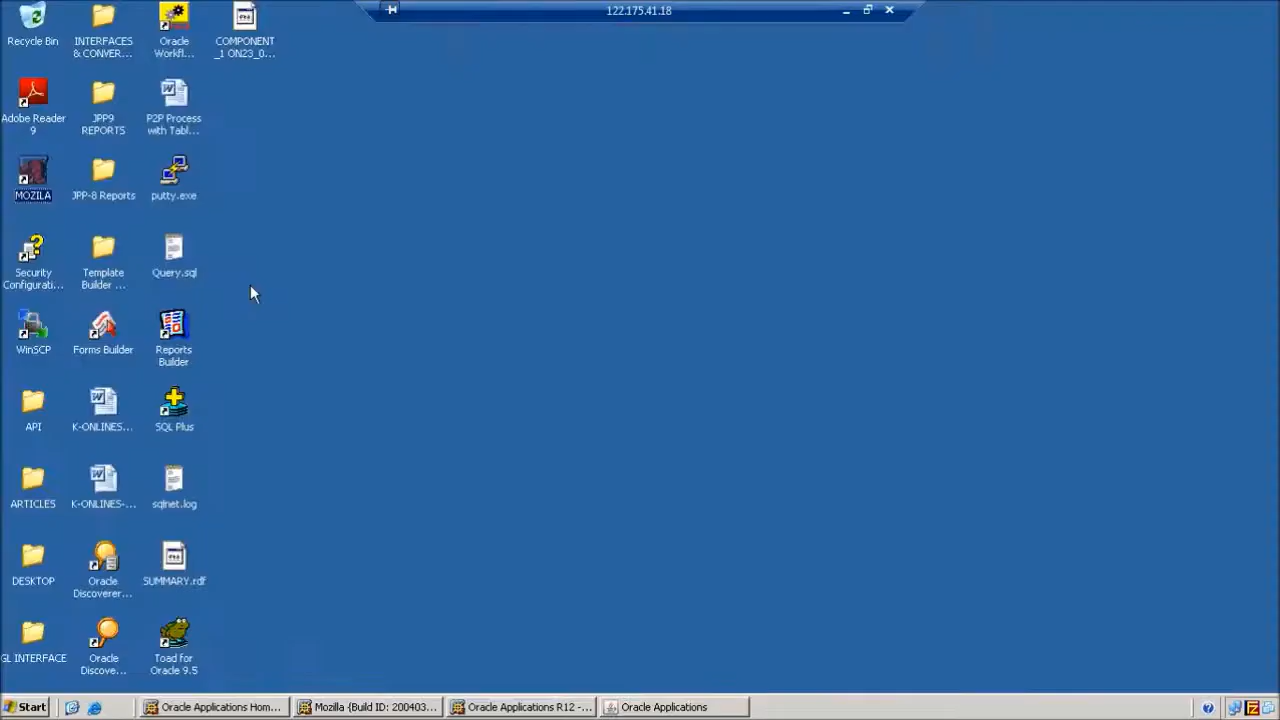 122.175.41.18
Recycle Bin
INTERFACES
& CONVER...
Oracle
Workfl...
COMPONENT
_1 ON23_0...
Adobe Reader
9
JPP9
REPORTS
P2P Process
with Tabl...
MOZILA
JPP-8 Reports
putty.exe
Security
Configurati...
Template
Builder ...
Query.sql
WinSCP
Forms Builder
Reports
Builder
API
K-ONLINES...
SQL Plus
ARTICLES
K-ONLINES-...
sqlnet.log
DESKTOP
Oracle
Discoverer...
SUMMARY.rdf
GL INTERFACE
Oracle
Discove...
Toad for
Oracle 9.5
Start
Oracle Applications Hom...
Mozilla {Build ID: 200403...
Oracle Applications R12 -...
Oracle Applications